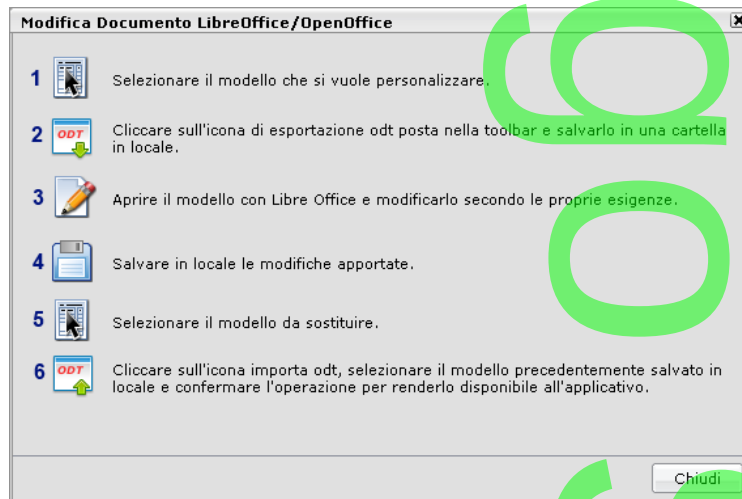 Modifica Documento LibreOffice/OpenOffice
1 Selezionare il modello che si vuole personalizzare.
2 ODT Cliccare sull'icona di esportazione odt posta nella toolbar e salvarlo in una cartella
in locale.
3 Aprire il modello con Libre Office e modificarlo secondo le proprie esigenze.
4 Salvare in locale le modifiche apportate.
5 Selezionare il modello da sostituire.
6 ODT Cliccare sull'icona importa odt, selezionare il modello precedentemente salvato in
locale e confermare l'operazione per renderlo disponibile all'applicativo.
Chiudi